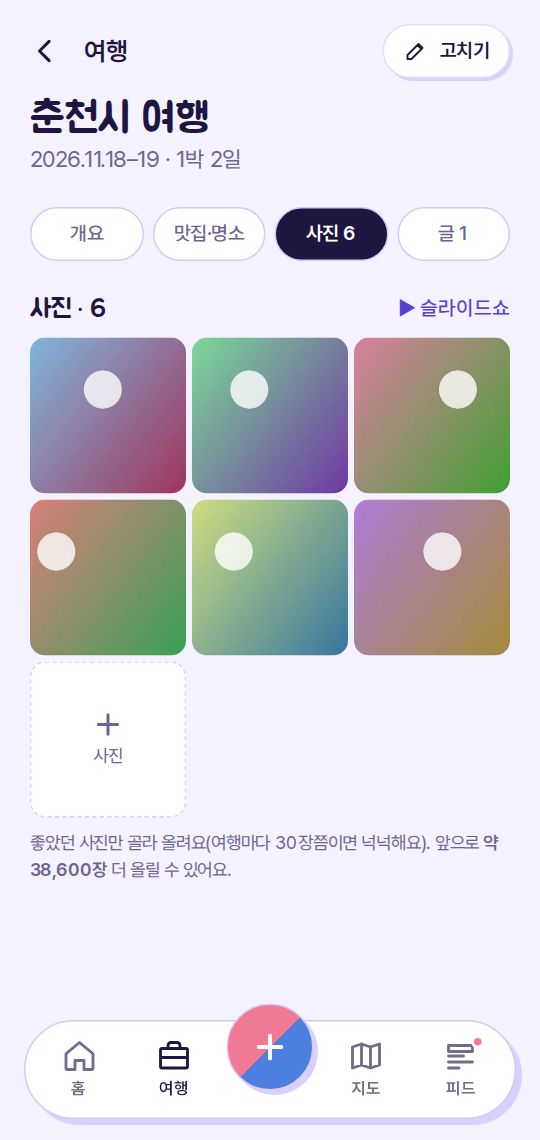 여행
고치기
춘천시 여행
2026.11.18–19 · 1박 2일
개요
맛집·명소
사진 6
글 1
사진 · 6
▶ 슬라이드쇼
사진
좋았던 사진만 골라 올려요(여행마다 30장쯤이면 넉넉해요). 앞으로 약
38,600장 더 올릴 수 있어요.
홈
여행
지도
피드